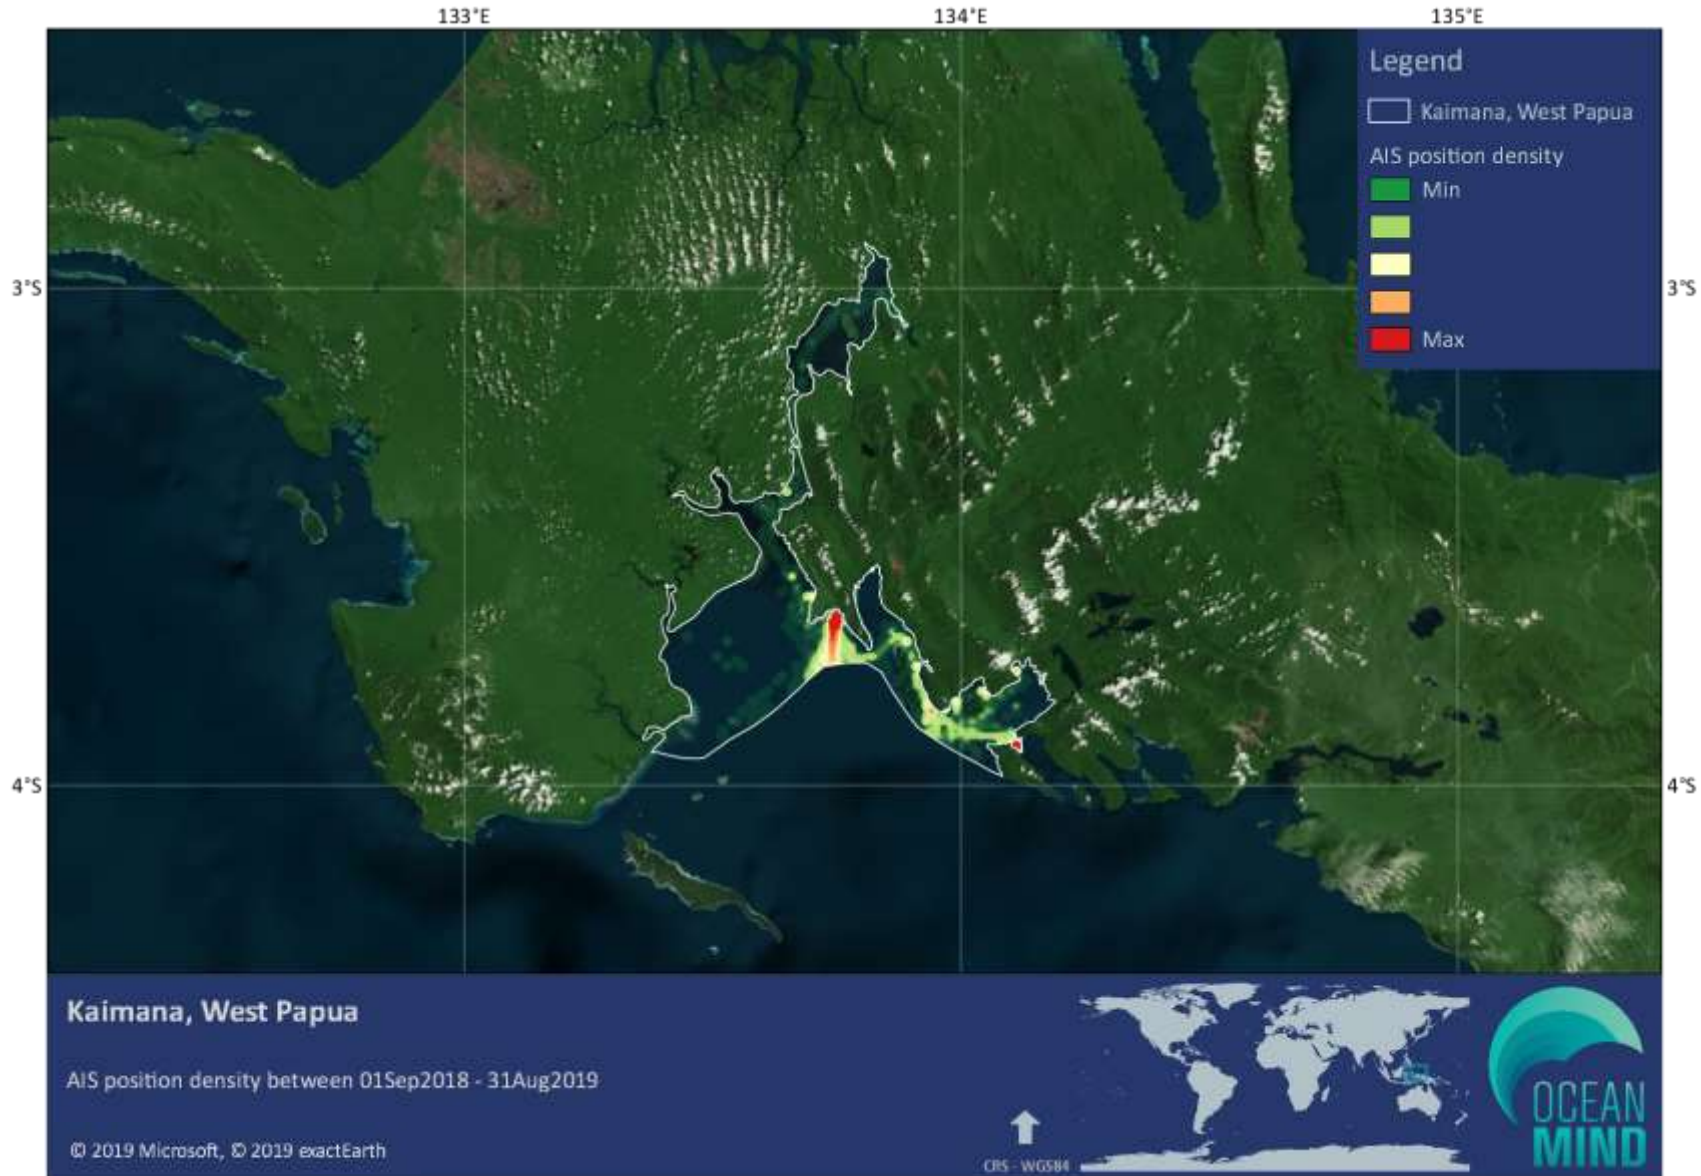 133°E 134°E 135°E
Legend
Kaimana, West Papua
AIS position density
Min
Max
3°S 3°S
4°S 4°S
Kaimana, West Papua
AIS position density between 01Sep2018 - 31Aug2019
© 2019 Microsoft, © 2019 exactEarth
CRS - WGS84
OCEAN
MIND